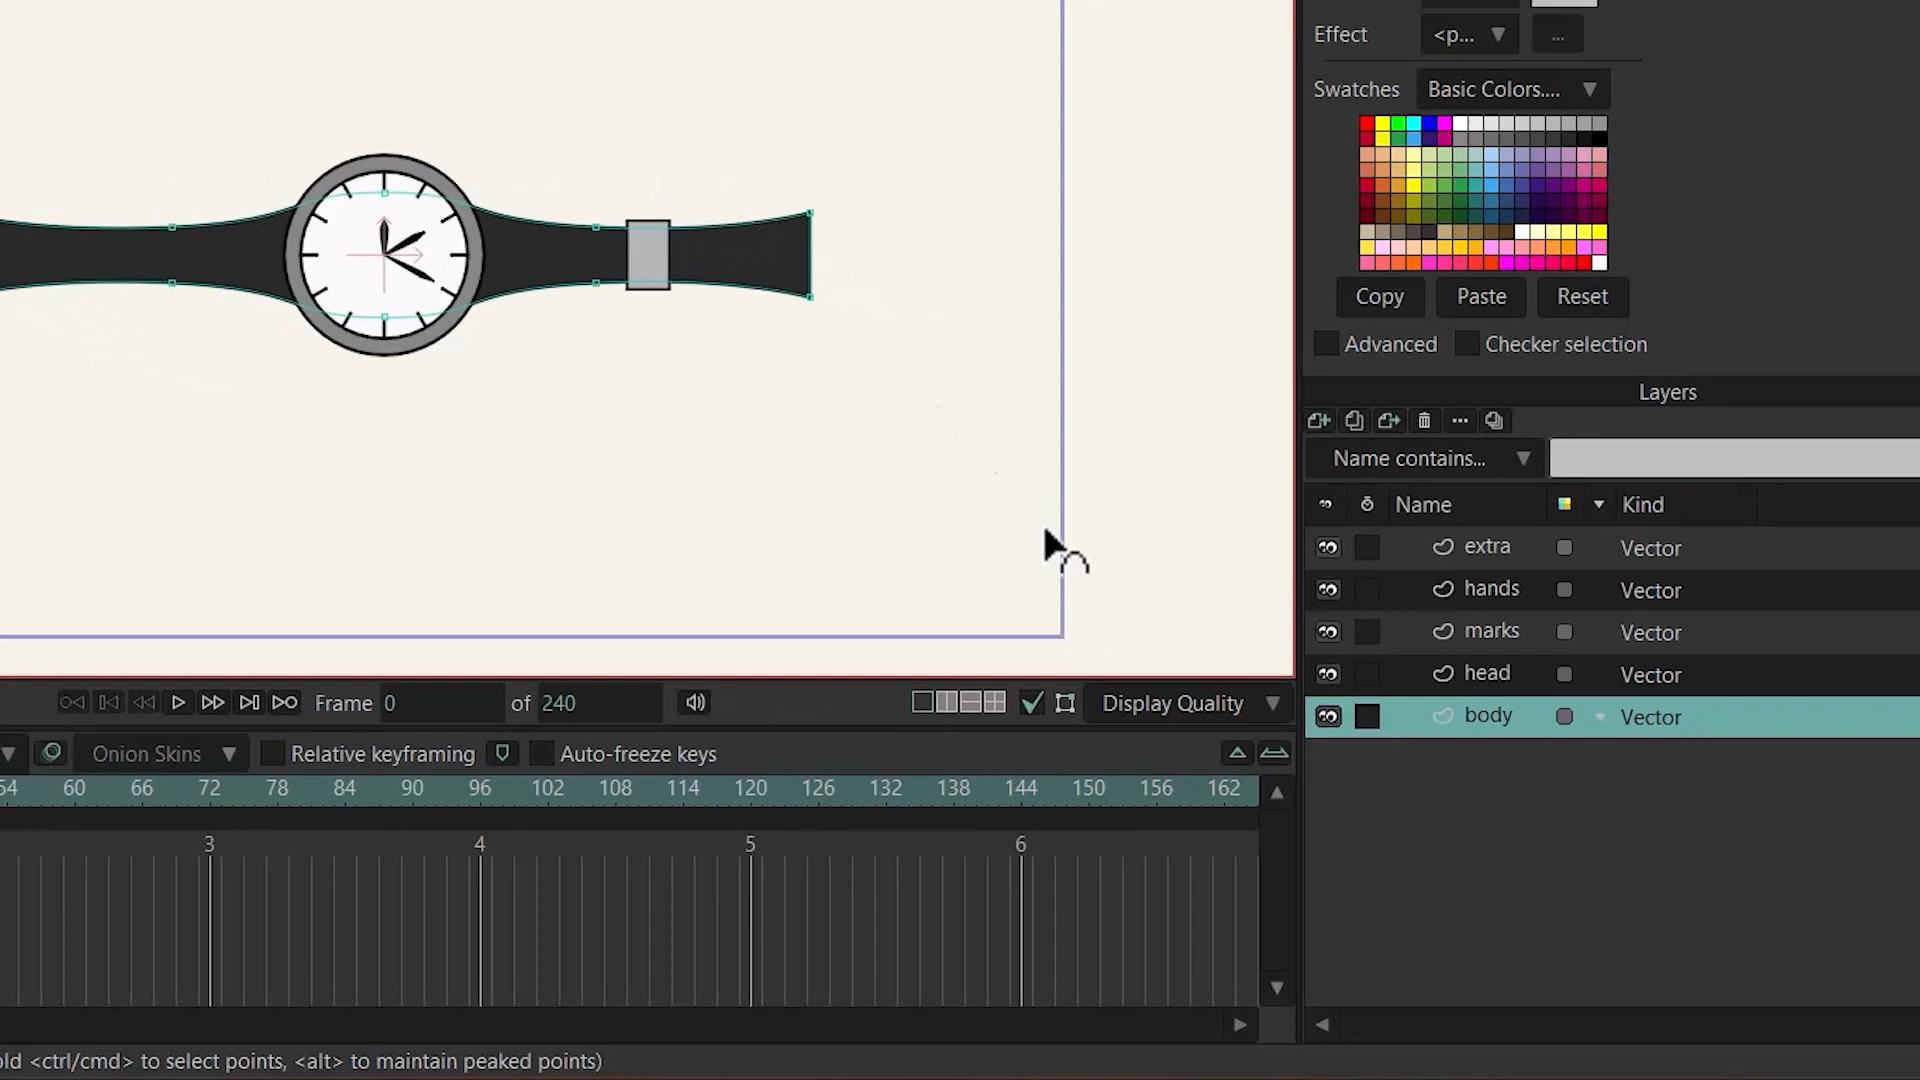 Effect
<p...
...
Swatches
Basic Colors....
Copy
Paste
Reset
Advanced
Checker selection
Layers
Name contains...
Name
Kind
extra
Vector
hands
Vector
marks
Vector
head
Vector
body
Vector
Frame
0
of
240
Display Quality
Onion Skins
Relative keyframing
Auto-freeze keys
54 60 66 72 78 84 90 96 102 108 114 120 126 132 138 144 150 156 162
3 4 5 6
old <ctrl/cmd> to select points, <alt> to maintain peaked points)